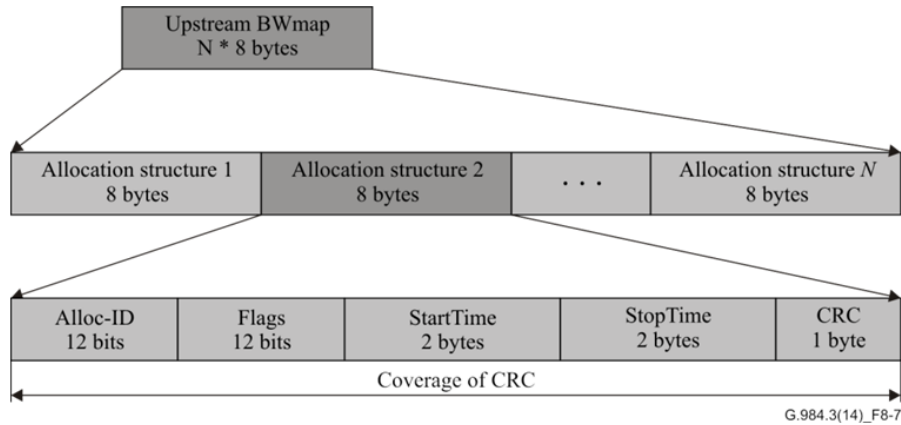 Upstream BWmap
N * 8 bytes
Allocation structure 1
8 bytes
Allocation structure 2
8 bytes
. . .
Allocation structure N
8 bytes
Alloc-ID
12 bits
Flags
12 bits
StartTime
2 bytes
StopTime
2 bytes
CRC
1 byte
Coverage of CRC
G.984.3(14)_F8-7